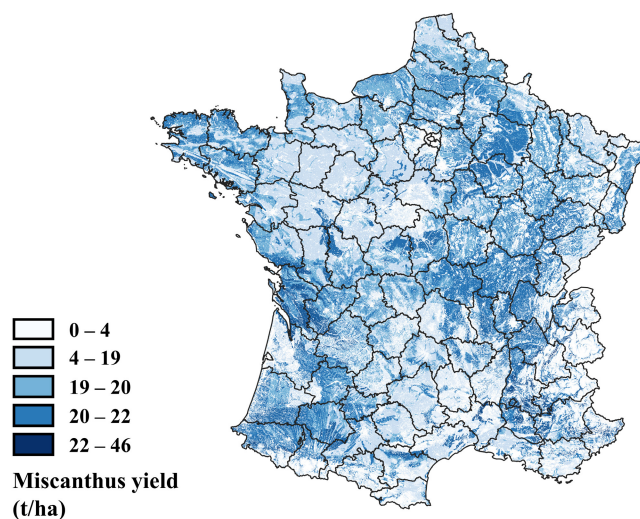 0 – 4
4 – 19
19 – 20
20 – 22
22 – 46
Miscanthus yield
(t/ha)